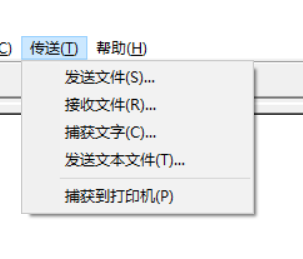 C) 传送(T) 帮助(H)
发送文件(S)...
接收文件(R)...
捕获文字(C)...
发送文本文件(T)...
捕获到打印机(P)